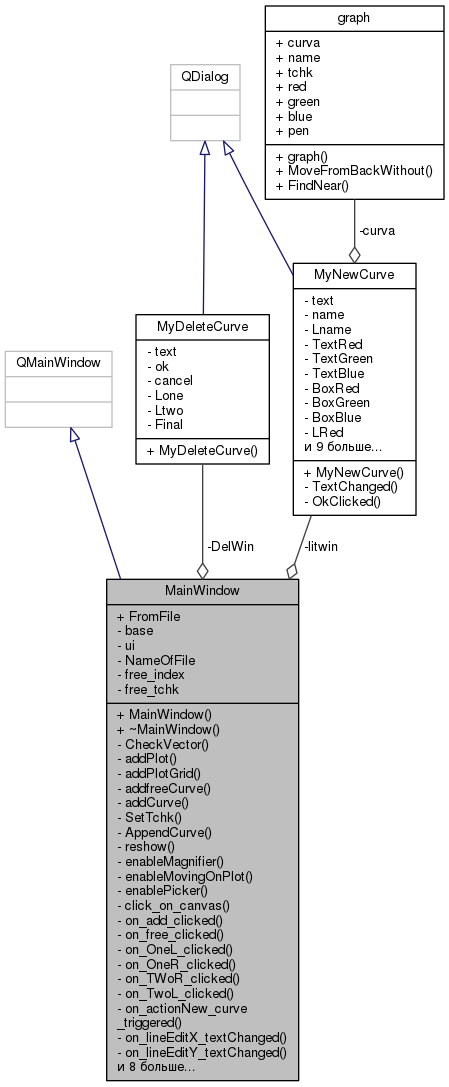 graph
+ curva
+ name
+ tchk
+ red
+ green
+ blue
+ pen
+ graph()
+ MoveFromBackWithout()
+ FindNear()
QDialog
-curva
MyNewCurve
- text
- name
- Lname
- TextRed
- TextGreen
- TextBlue
- BoxRed
- BoxGreen
- BoxBlue
- LRed
и 9 больше...
+ MyNewCurve()
- TextChanged()
- OkClicked()
MyDeleteCurve
- text
- ok
- cancel
- Lone
- Ltwo
- Final
+ MyDeleteCurve()
QMainWindow
-DelWin
-litwin
MainWindow
+ FromFile
- base
- ui
- NameOfFile
- free_index
- free_tchk
+ MainWindow()
+ ~MainWindow()
- CheckVector()
- addPlot()
- addPlotGrid()
- addfreeCurve()
- addCurve()
- SetTchk()
- AppendCurve()
- reshow()
- enableMagnifier()
- enableMovingOnPlot()
- enablePicker()
- click_on_canvas()
- on_add_clicked()
- on_free_clicked()
- on_OneL_clicked()
- on_OneR_clicked()
- on_TWoR_clicked()
- on_TwoL_clicked()
- on_actionNew_curve
_triggered()
- on_lineEditX_textChanged()
- on_lineEditY_textChanged()
и 8 больше...